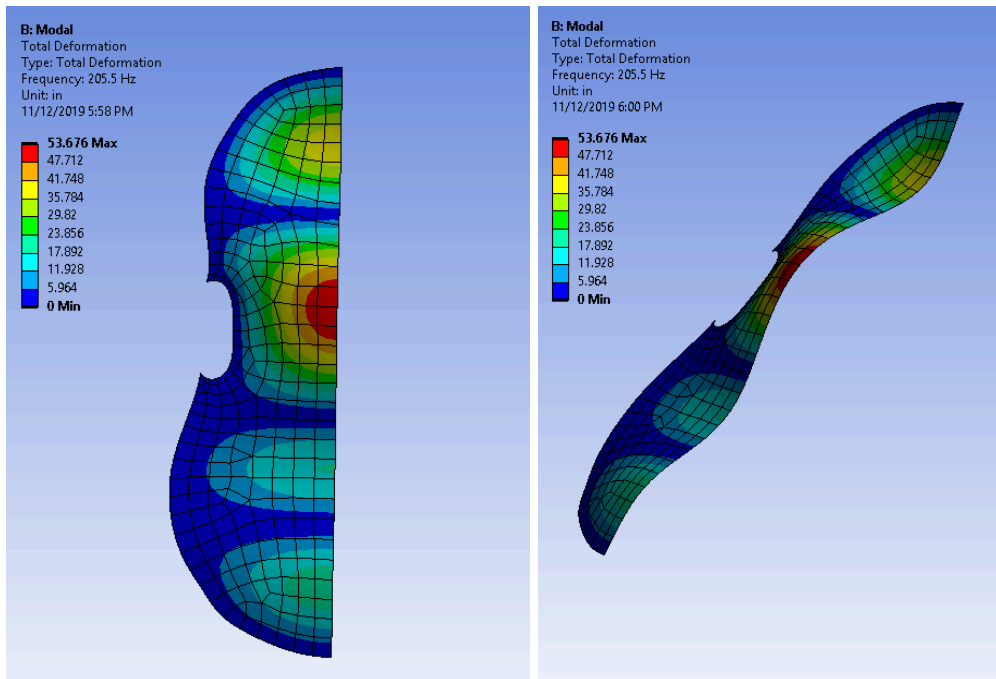 B: Modal
Total Deformation
Type: Total Deformation
Frequency: 205.5 Hz
Unit: in
11/12/2019 5:58 PM
53.676 Max
47.712
41.748
35.784
29.82
23.856
17.892
11.928
5.964
0 Min
B: Modal
Total Deformation
Type: Total Deformation
Frequency: 205.5 Hz
Unit: in
11/12/2019 6:00 PM
53.676 Max
47.712
41.748
35.784
29.82
23.856
17.892
11.928
5.964
0 Min